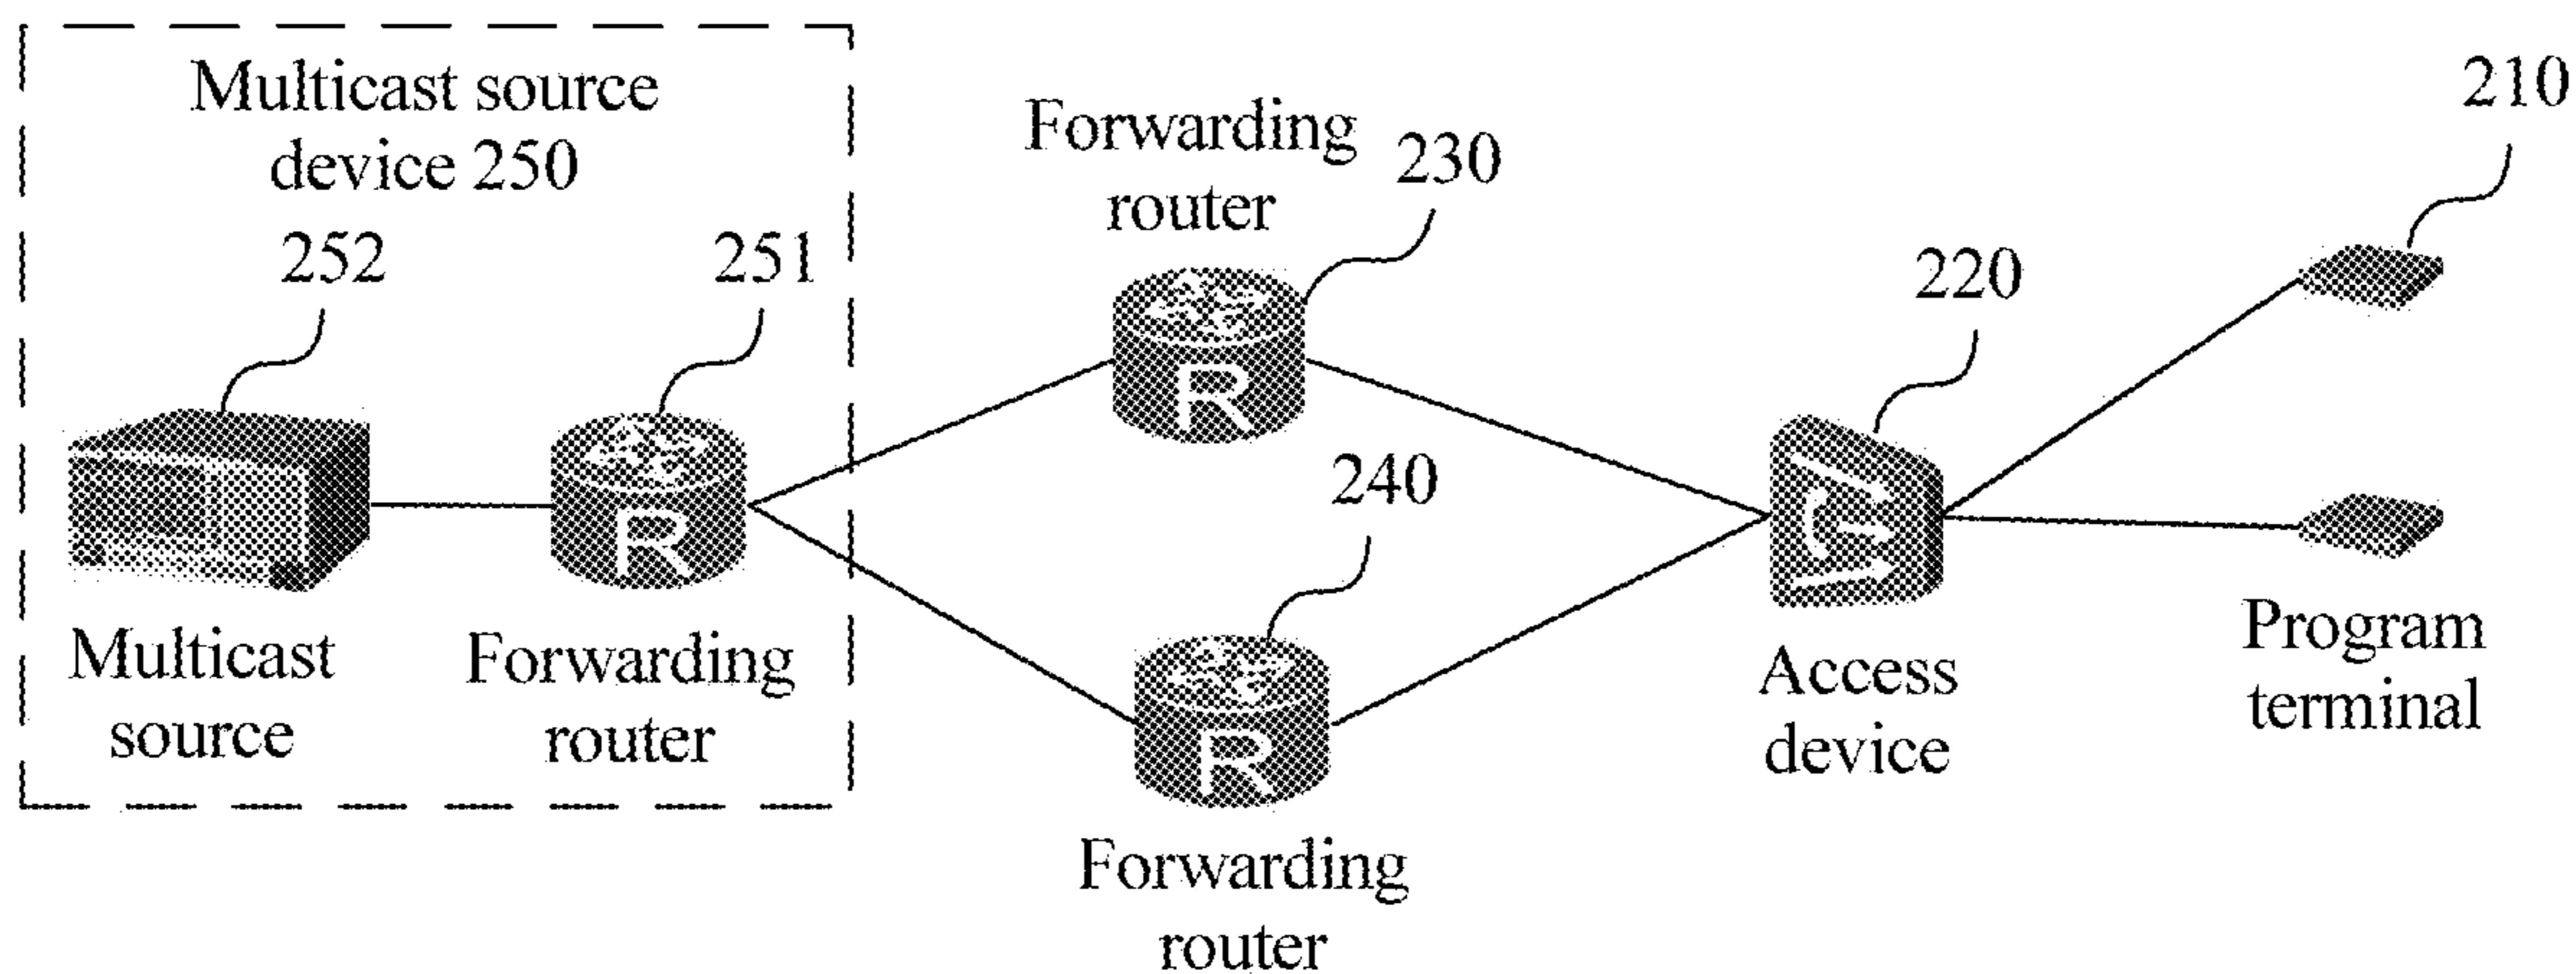 Multicast source
device 250
252
251
Multicast
source
Forwarding
router
Forwarding
router
230
R
R
240
R
Forwarding
router
220
Access
device
210
Program
terminal